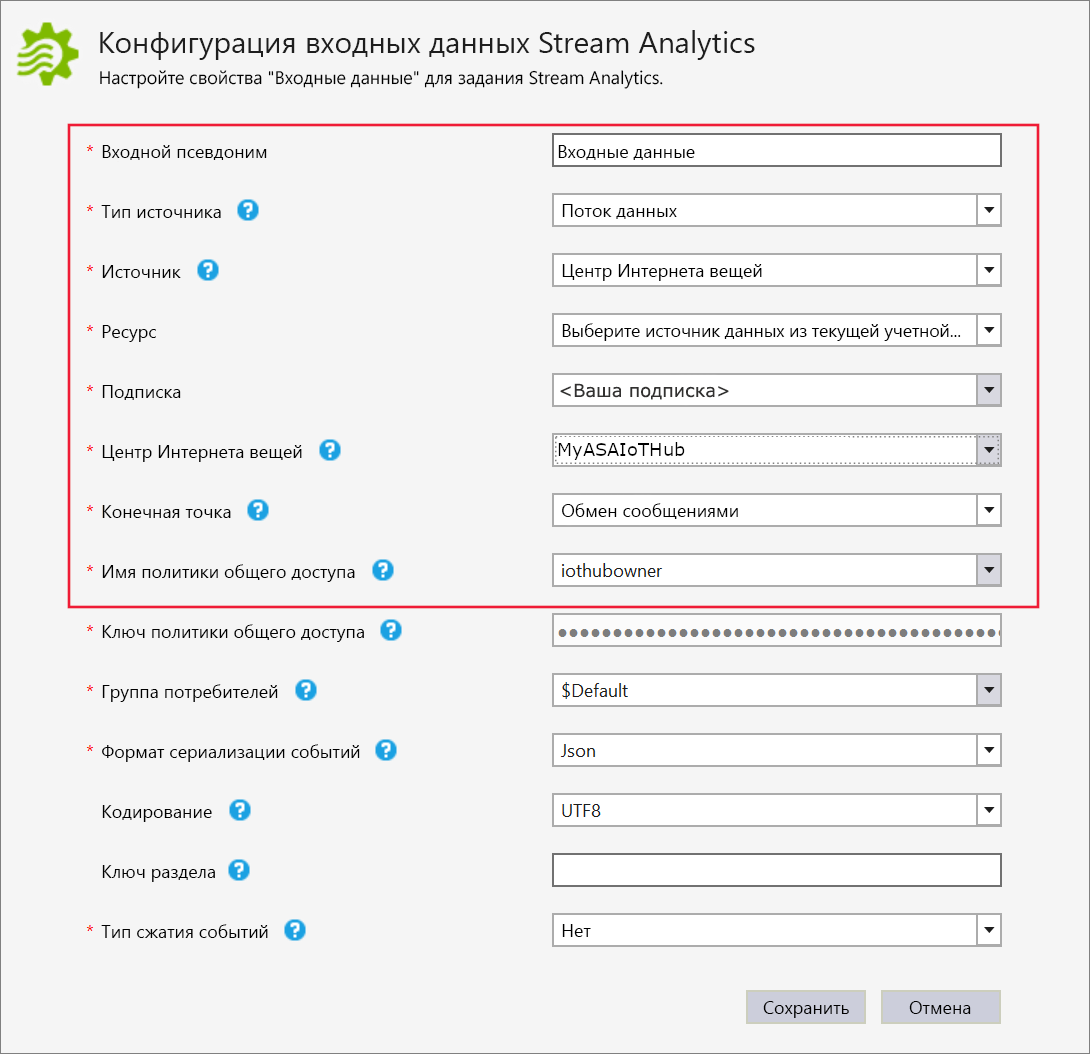 Конфигурация входных данных Stream Analytics
Настройте свойства "Входные данные" для задания Stream Analytics.
* Входной псевдоним Входные данные
* Тип источника ? Поток данных
* Источник ? Центр Интернета вещей
* Ресурс Выберите источник данных из текущей учетной...
* Подписка <Ваша подписка>
* Центр Интернета вещей ? MyASAIoTHub
* Конечная точка ? Обмен сообщениями
* Имя политики общего доступа ? iothubowner
* Ключ политики общего доступа ? ●●●●●●●●●●●●●●●●●●●●●●●●●●●●●●●●●●●●●●●●●
* Группа потребителей ? $Default
* Формат сериализации событий ? Json
Кодирование ? UTF8
Ключ раздела ?
* Тип сжатия событий ? Нет
Сохранить Отмена